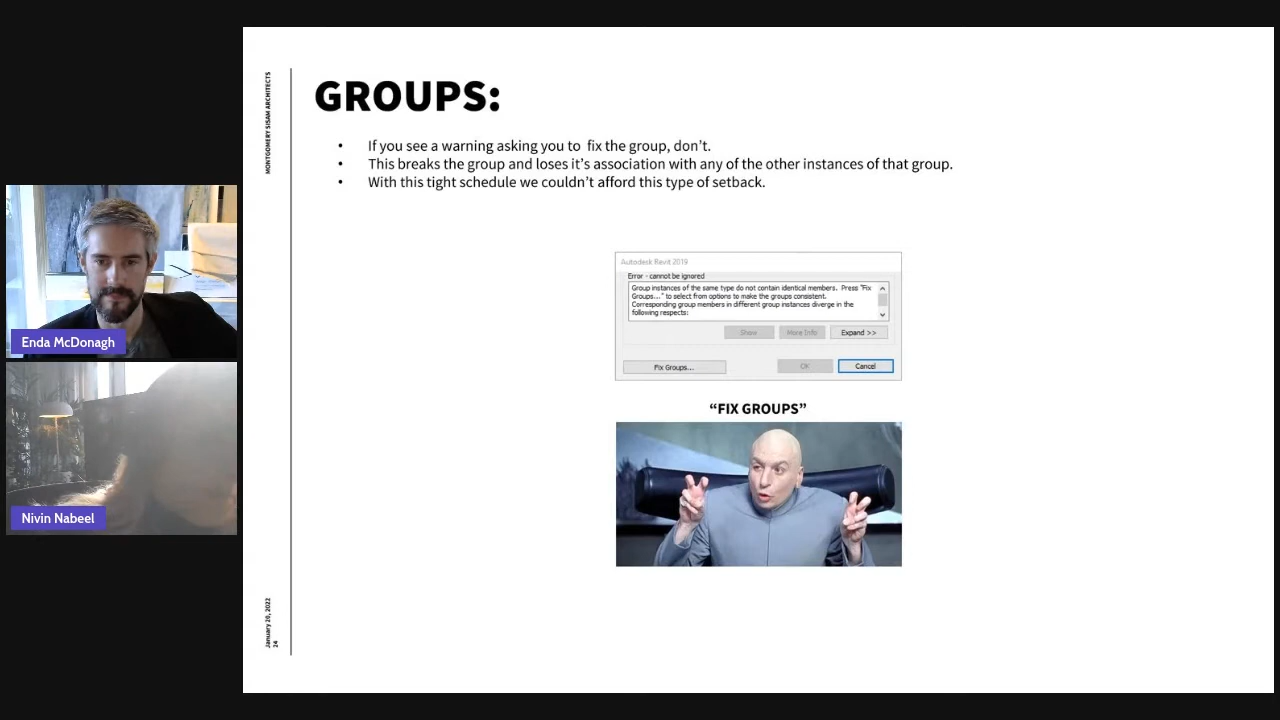 MONTGOMERY SISAM ARCHITECTS
GROUPS:
• If you see a warning asking you to  fix the group, don’t.
• This breaks the group and loses it’s association with any of the other instances of that group.
• With this tight schedule we couldn’t afford this type of setback.
Autodesk Revit 2019
Error - cannot be ignored
Group instances of the same type do not contain identical members. Press "Fix
Groups..." to select from options to make the groups consistent.
Corresponding group members in different group instances diverge in the
following respects:
Show More Info Expand >>
Fix Groups... OK Cancel
“FIX GROUPS”
Enda McDonagh
Nivin Nabeel
January 20, 2022
24